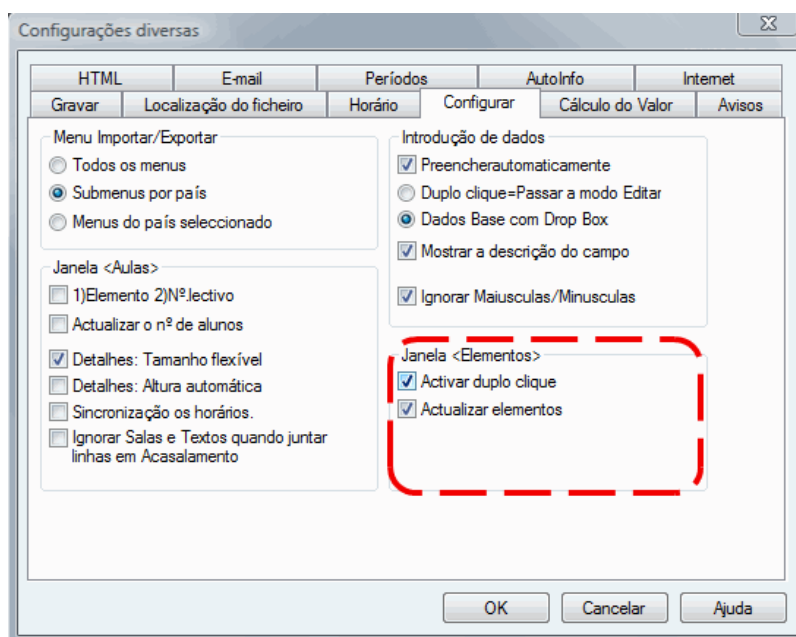 Configurações diversas
HTML
E-mail
Períodos
AutoInfo
Internet
Gravar
Localização do ficheiro
Horário
Configurar
Cálculo do Valor
Avisos
Menu Importar/Exportar
Todos os menus
Submenus por país
Menus do país seleccionado
Janela <Aulas>
1)Elemento 2)Nº.lectivo
Actualizar o nº de alunos
Detalhes: Tamanho flexível
Detalhes: Altura automática
Sincronização os horários.
Ignorar Salas e Textos quando juntar
linhas em Acasalamento
Introdução de dados
Preencherautomaticamente
Duplo clique=Passar a modo Editar
Dados Base com Drop Box
Mostrar a descrição do campo
Ignorar Maiusculas/Minusculas
Janela <Elementos>
Activar duplo clique
Actualizar elementos
OK
Cancelar
Ajuda